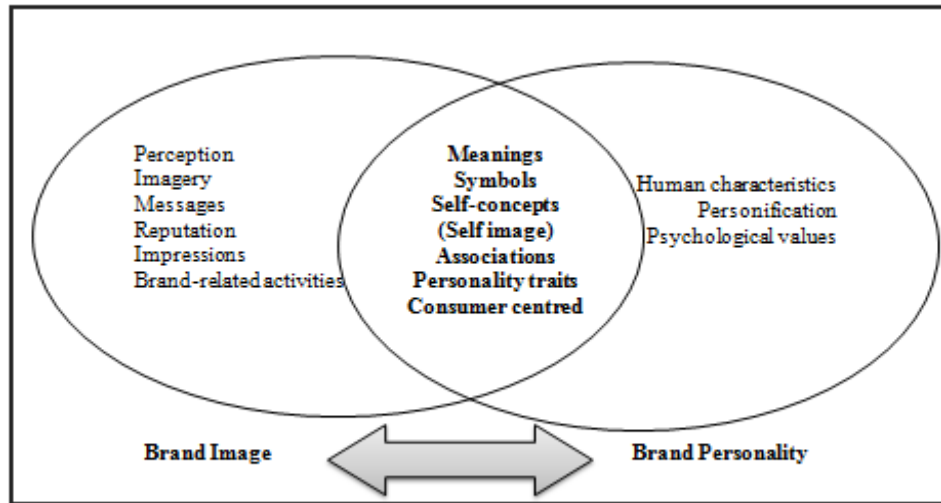 Perception
Imagery
Messages
Reputation
Impressions
Brand-related activities
Meanings
Symbols
Self-concepts
(Self image)
Associations
Personality traits
Consumer centred
Human characteristics
Personification
Psychological values
Brand Image
Brand Personality